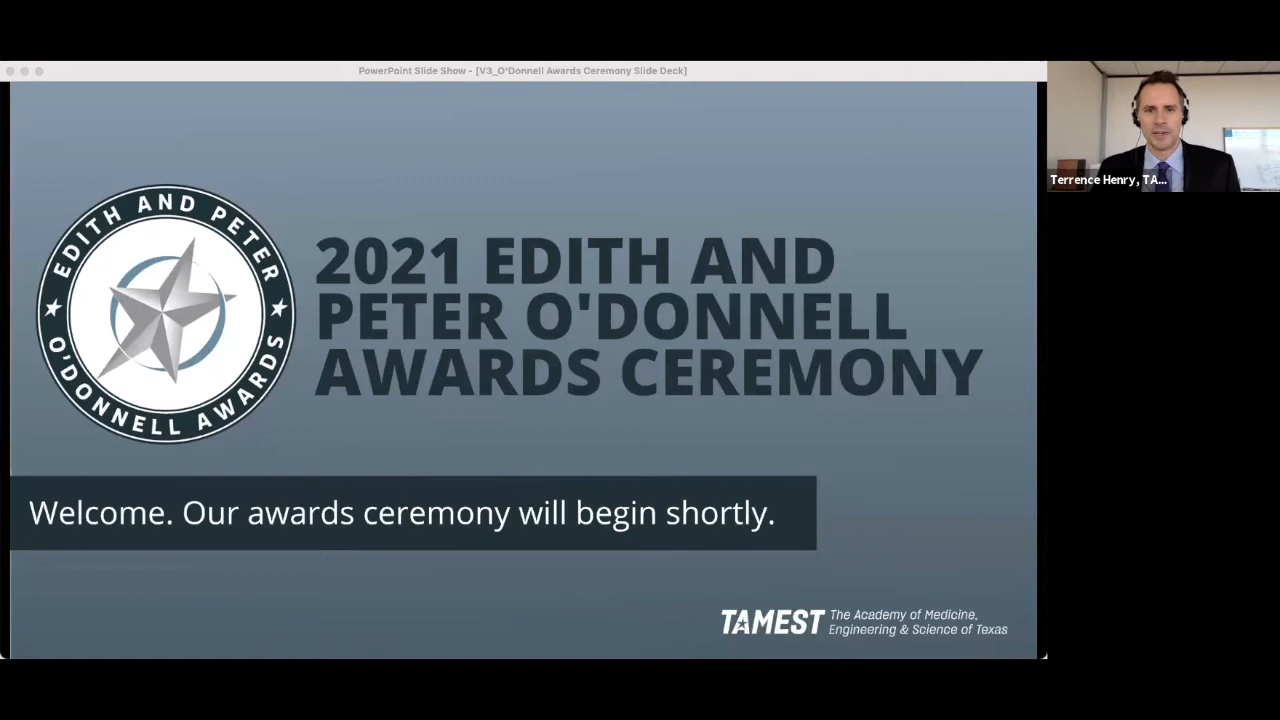 PowerPoint Slide Show - [V3_O'Donnell Awards Ceremony Slide Deck]
EDITH AND PETER
O'DONNELL AWARDS
2021 EDITH AND
PETER O'DONNELL
AWARDS CEREMONY
Welcome. Our awards ceremony will begin shortly.
TAMEST The Academy of Medicine,
Engineering & Science of Texas
Terrence Henry, TA...